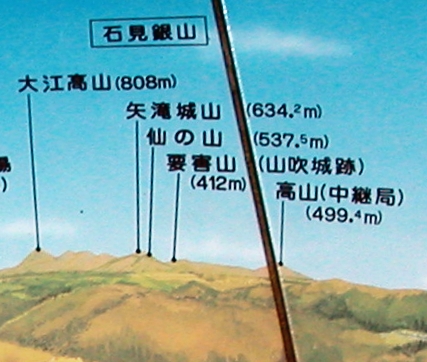 石見銀山
大江高山(808m)
矢滝城山 (634.2m)
仙の山 (537.5m)
要害山 (山吹城跡)
(412m)
高山(中継局)
(499.4m)